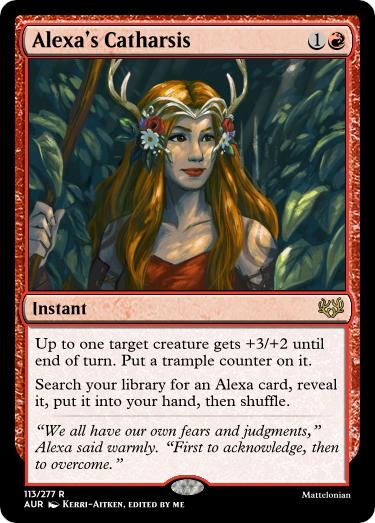 Alexa's Catharsis 1
Instant
Up to one target creature gets +3/+2 until
end of turn. Put a trample counter on it.
Search your library for an Alexa card, reveal
it, put it into your hand, then shuffle.
“We all have our own fears and judgments,”
Alexa said warmly. “First to acknowledge, then
to overcome.”
113/277 R
AUR Kerri-Aitken, edited by me
Mattelonian